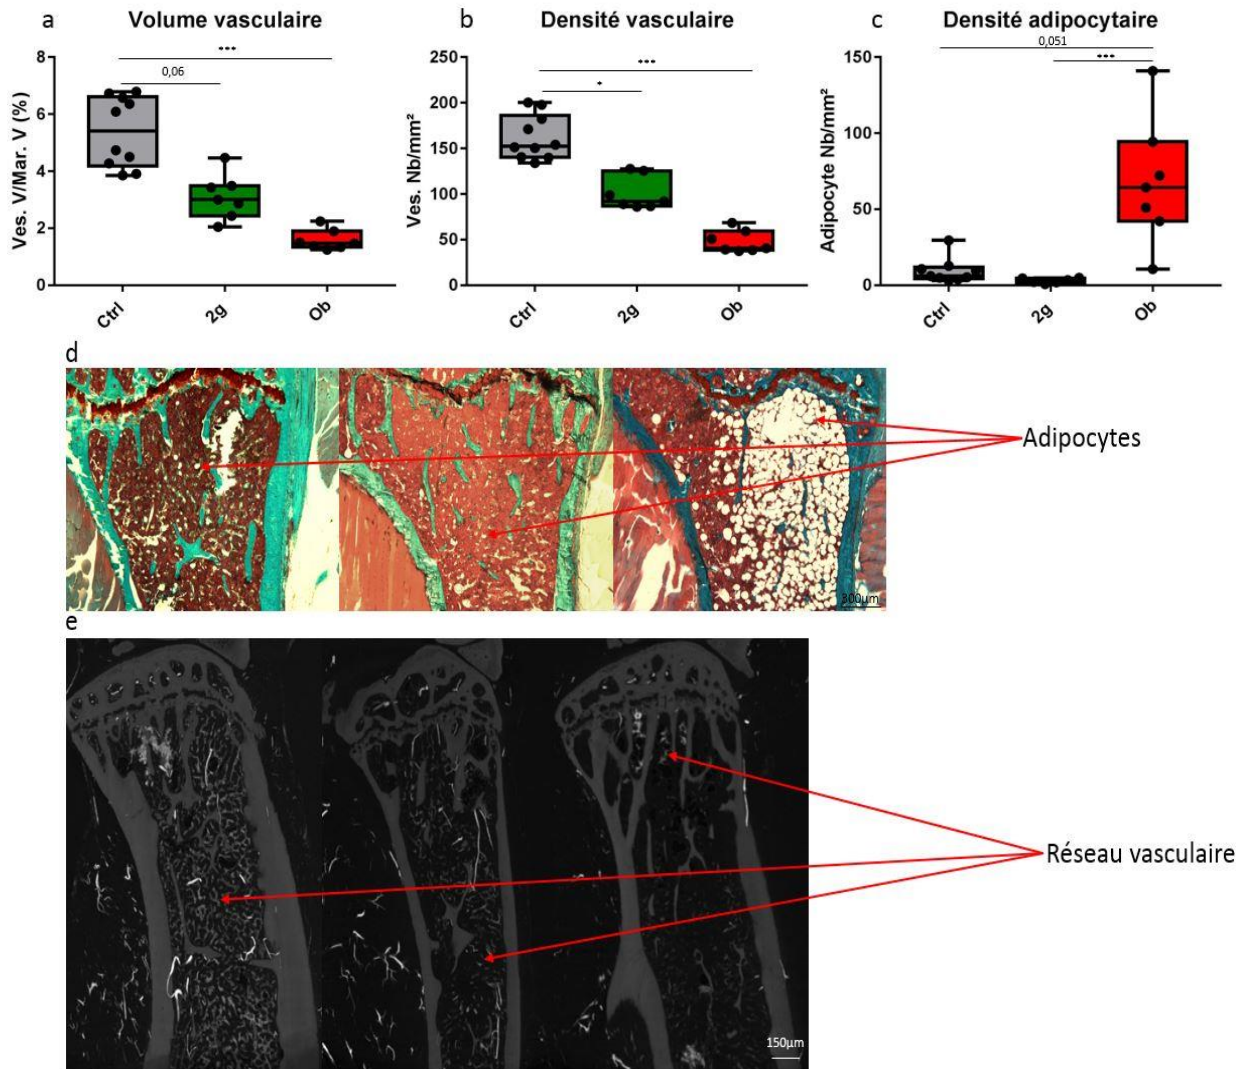 a Volume vasculaire
Ves. V/Mar. V (%)
8
6
4
2
0
***
0,06
Ctrl
2g
Ob
b Densité vasculaire
Ves. Nb/mm²
250
200
150
100
50
0
***
*
Ctrl
2g
Ob
c Densité adipocytaire
Adipocyte Nb/mm²
150
100
50
0
0,051
***
Ctrl
2g
Ob
d
Adipocytes
300µm
e
Réseau vasculaire
150µm